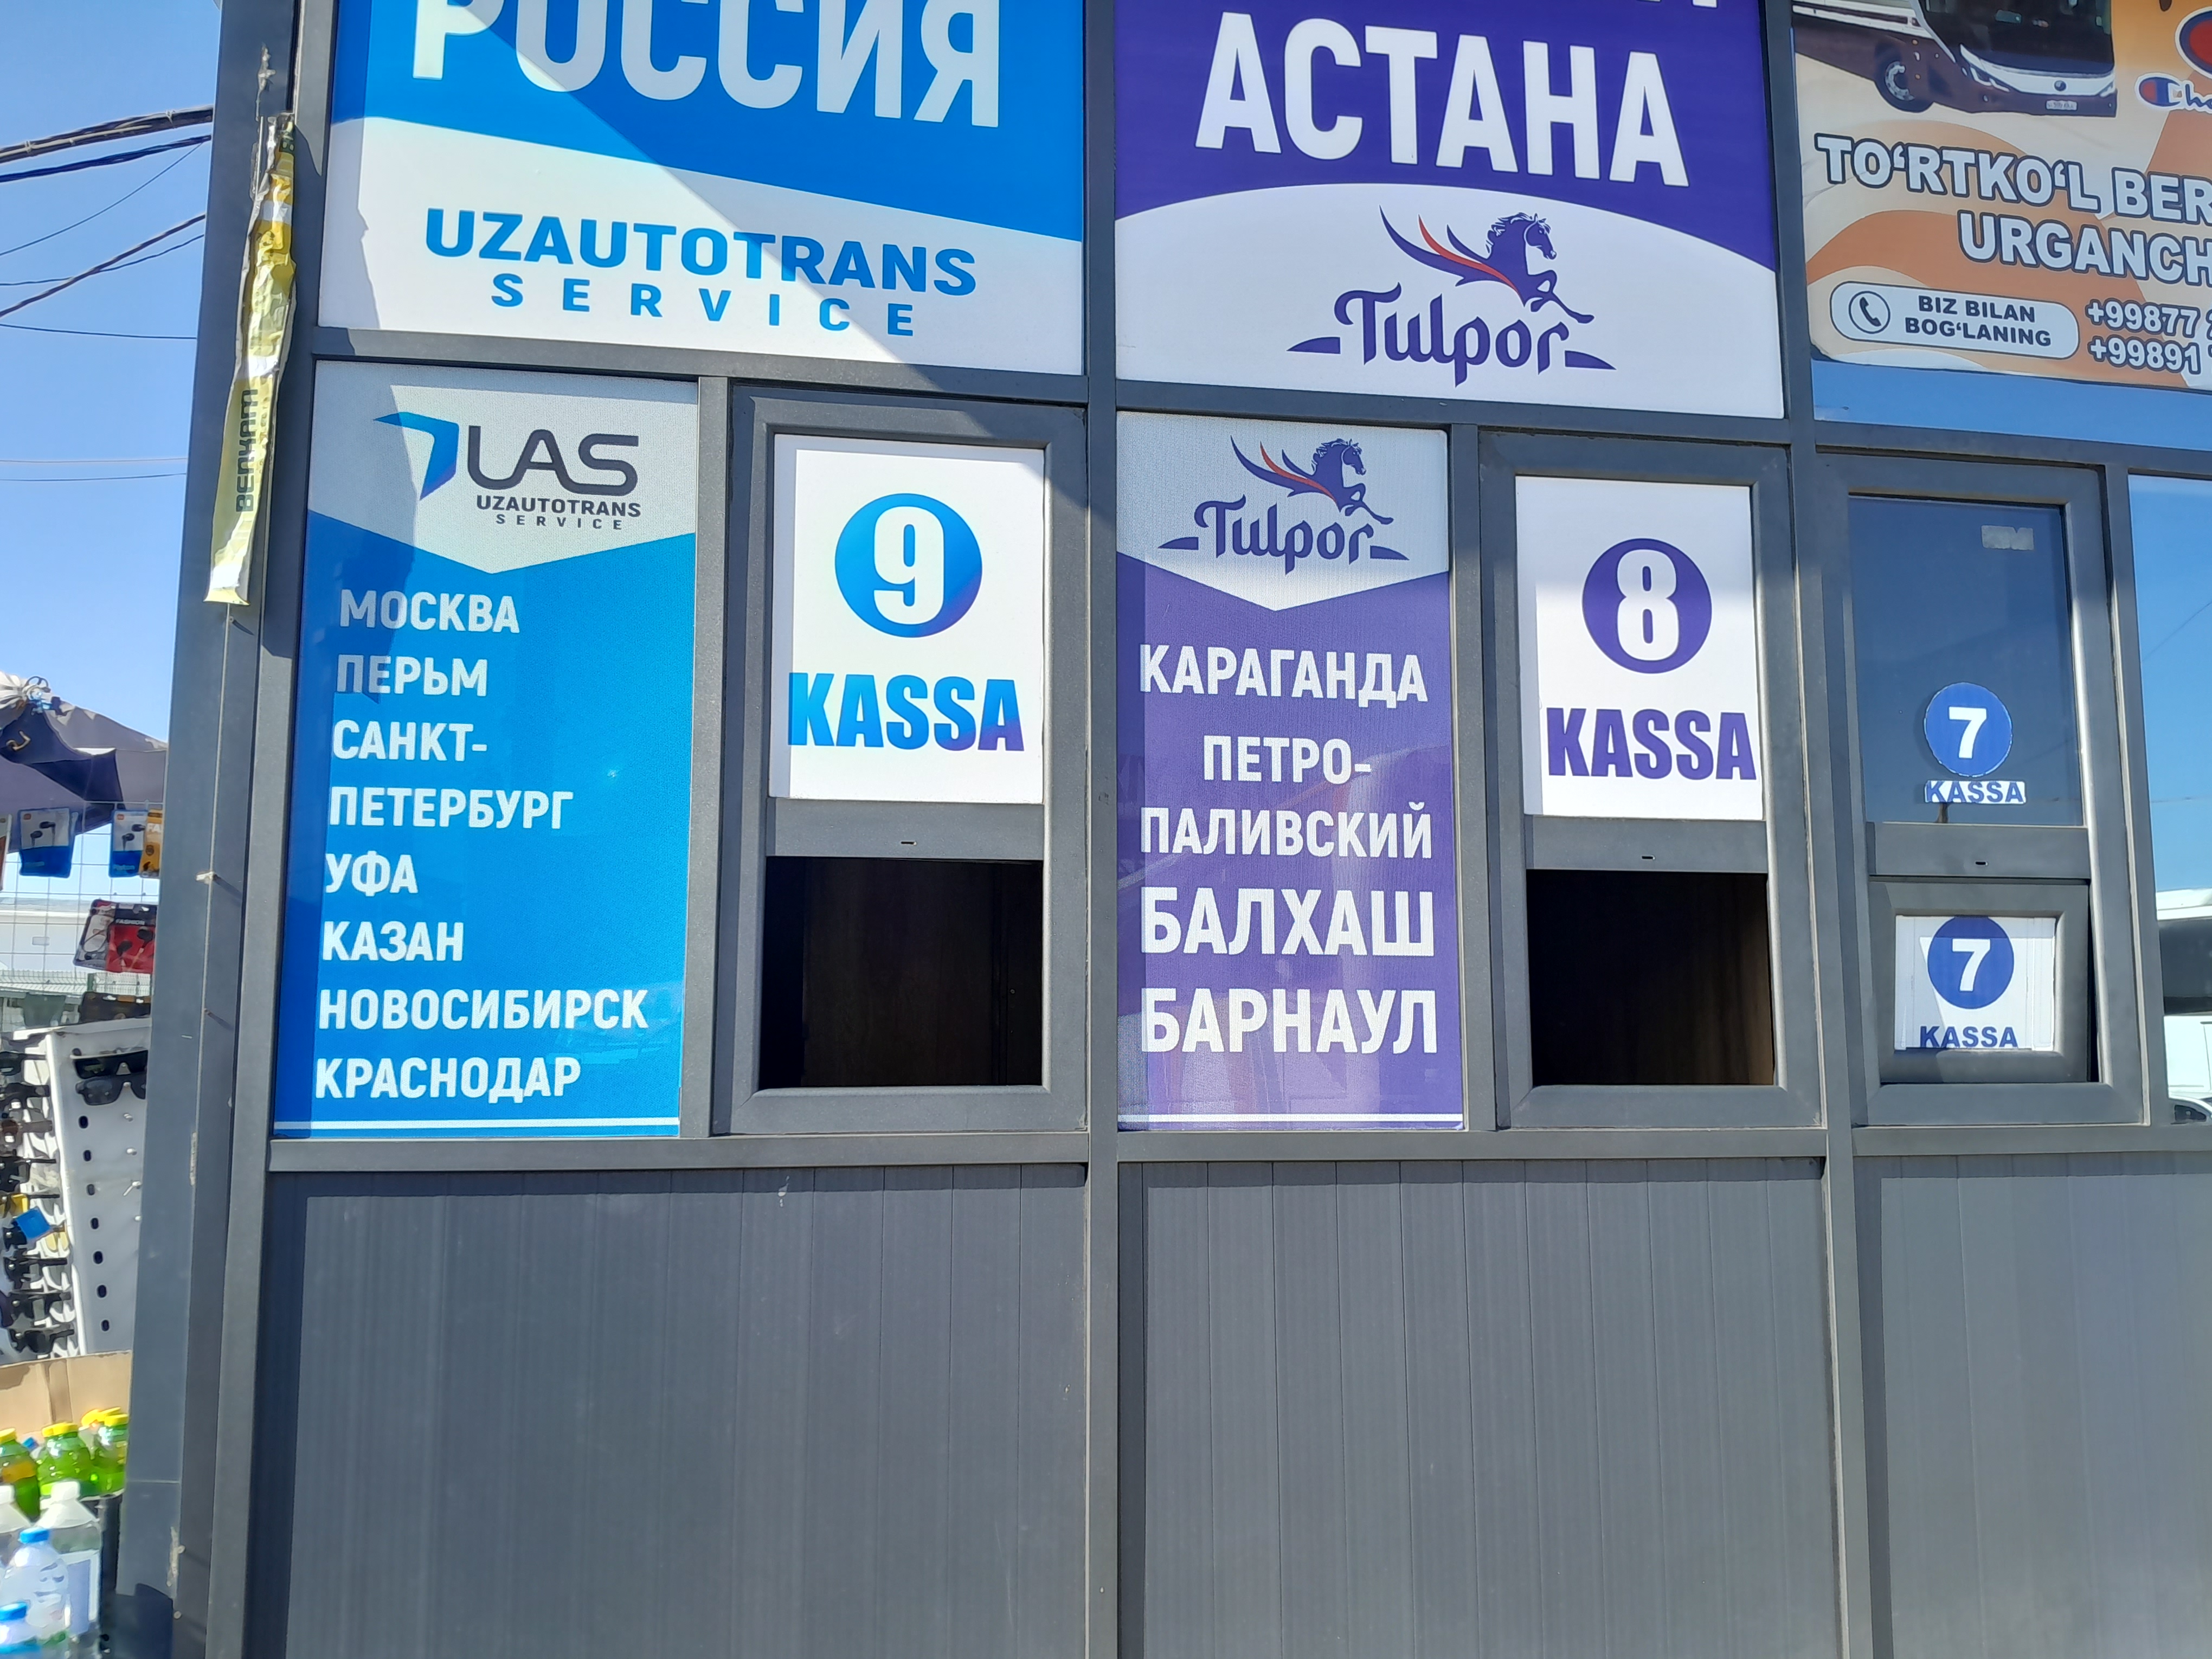 РОССИЯ
UZAUTOTRANS
SERVICE
UAS
UZAUTOTRANS
SERVICE
МОСКВА
ПЕРЬМ
САНКТ-
ПЕТЕРБУРГ
УФА
КАЗАН
НОВОСИБИРСК
КРАСНОДАР
9
KASSA
АСТАНА
Tulpor
Tulpor
КАРАГАНДА
ПЕТРО-
ПАЛИВСКИЙ
БАЛХАШ
БАРНАУЛ
8
KASSA
TO‘RTKO‘L BER
URGANCH
BIZ BILAN
BOG‘LANING
+99877
+99891
7
KASSA
7
KASSA
BERKAM